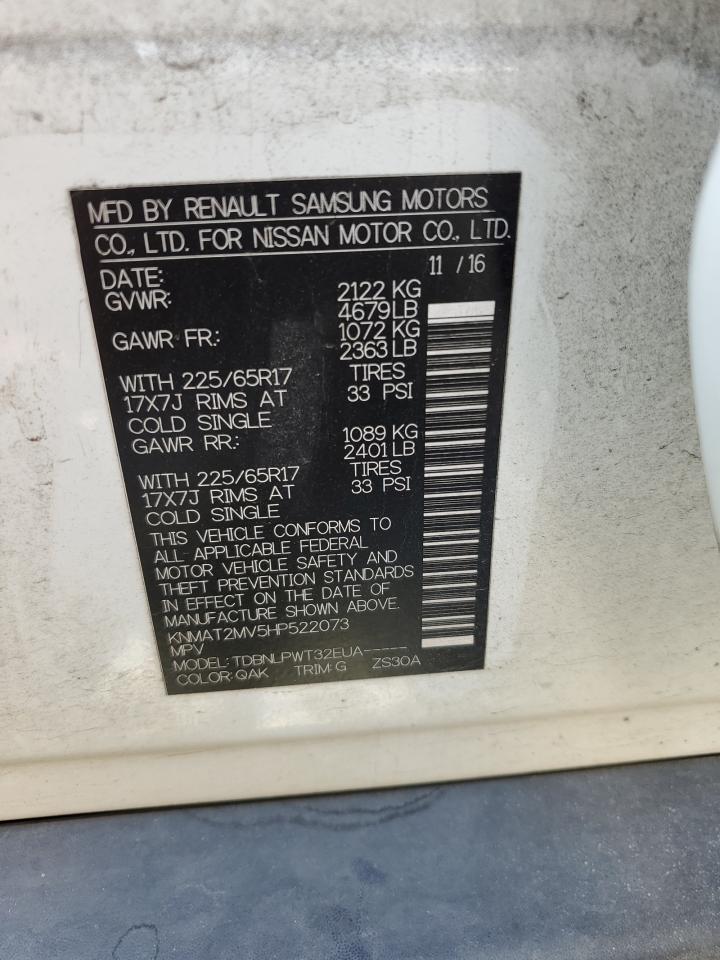 MFD BY RENAULT SAMSUNG MOTORS
CO., LTD. FOR NISSAN MOTOR CO., LTD.
DATE: 11 / 16
GVWR: 2122 KG
4679 LB
GAWR FR.: 1072 KG
2363 LB
WITH 225/65R17 TIRES
17X7J RIMS AT 33 PSI
COLD SINGLE
GAWR RR.: 1089 KG
2401 LB
WITH 225/65R17 TIRES
17X7J RIMS AT 33 PSI
COLD SINGLE
THIS VEHICLE CONFORMS TO
ALL APPLICABLE FEDERAL
MOTOR VEHICLE SAFETY AND
THEFT PREVENTION STANDARDS
IN EFFECT ON THE DATE OF
MANUFACTURE SHOWN ABOVE.
KNMAT2MV5HP522073
MPV
MODEL: TDBNLPWT32EUA-----
COLOR:QAK TRIM:G ZS30A